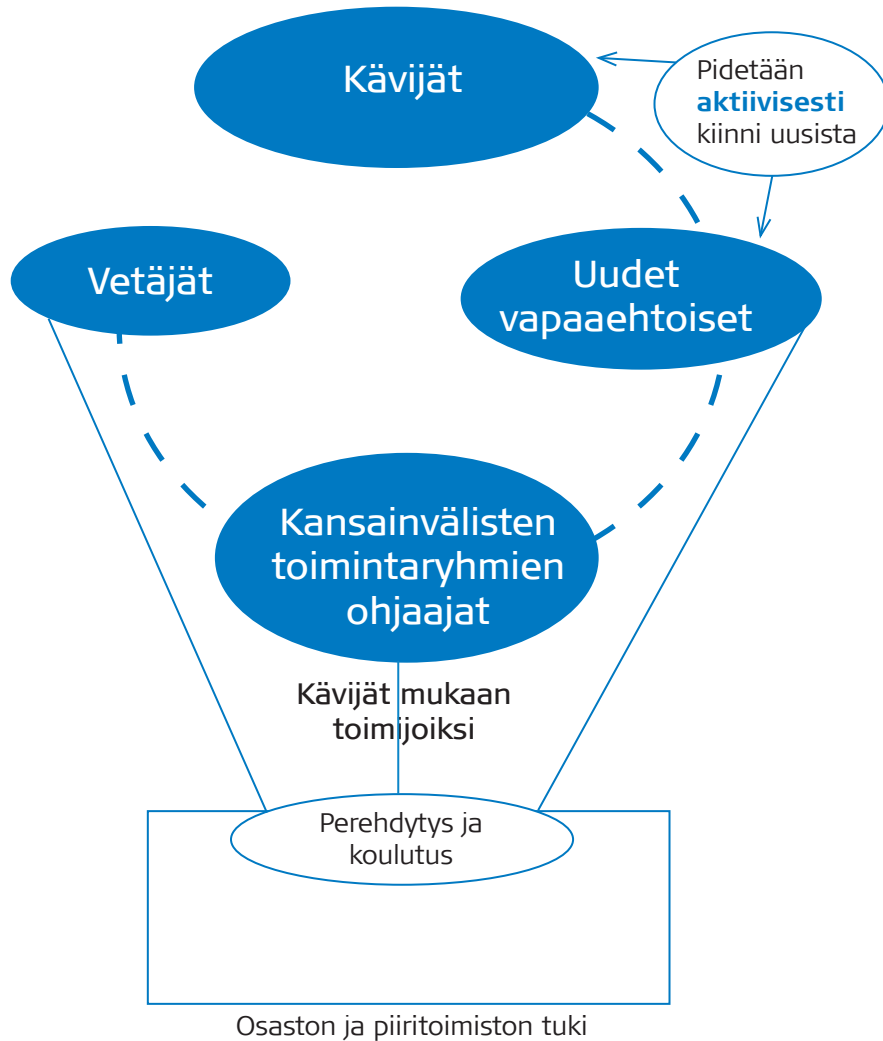 Kävijät
Pidetään
aktiivisesti
kiinni uusista
Vetäjät
Uudet
vapaaehtoiset
Kansainvälisten
toimintaryhmien
ohjaajat
Kävijät mukaan
toimijoiksi
Perehdytys ja
koulutus
Osaston ja piiritoimiston tuki